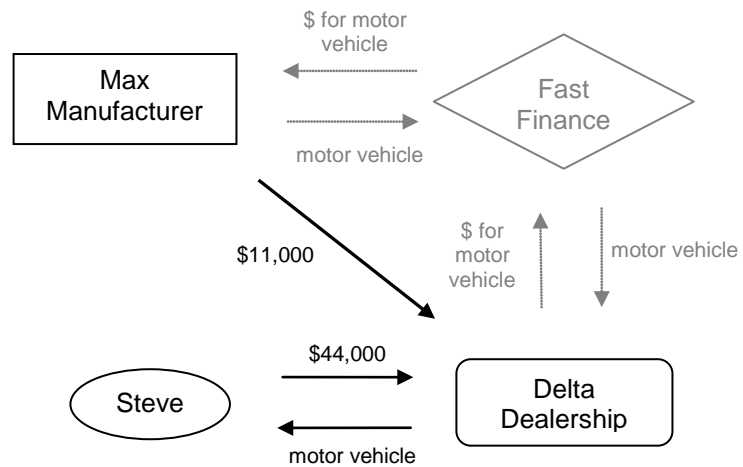 $ for motor
vehicle
Max
Manufacturer
Fast
Finance
motor vehicle
$11,000
$ for
motor
vehicle
motor vehicle
$44,000
Steve
Delta
Dealership
motor vehicle